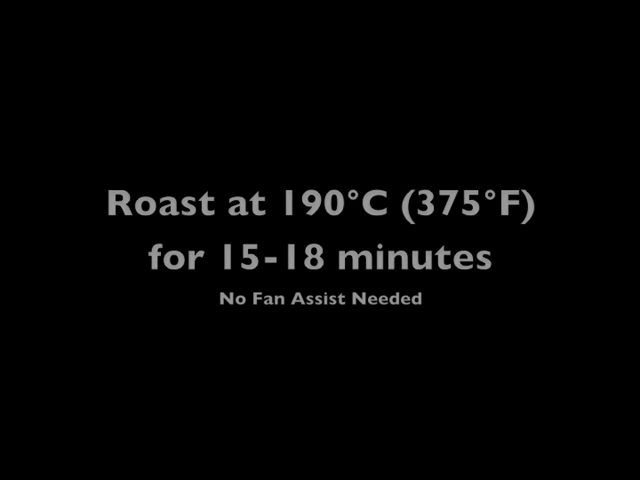 Roast at 190°C (375°F)
for 15-18 minutes
No Fan Assist Needed